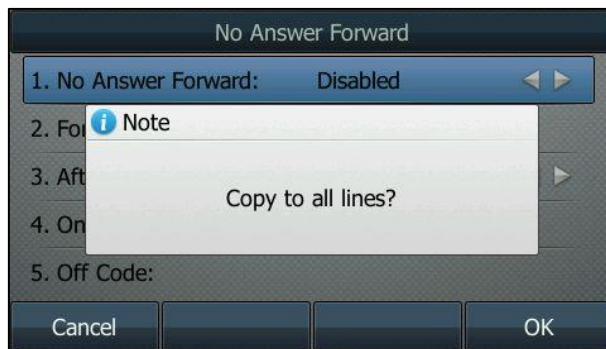 No Answer Forward
1. No Answer Forward: Disabled
2. For
Note
3. Aft
Copy to all lines?
4. On
5. Off Code:
Cancel OK